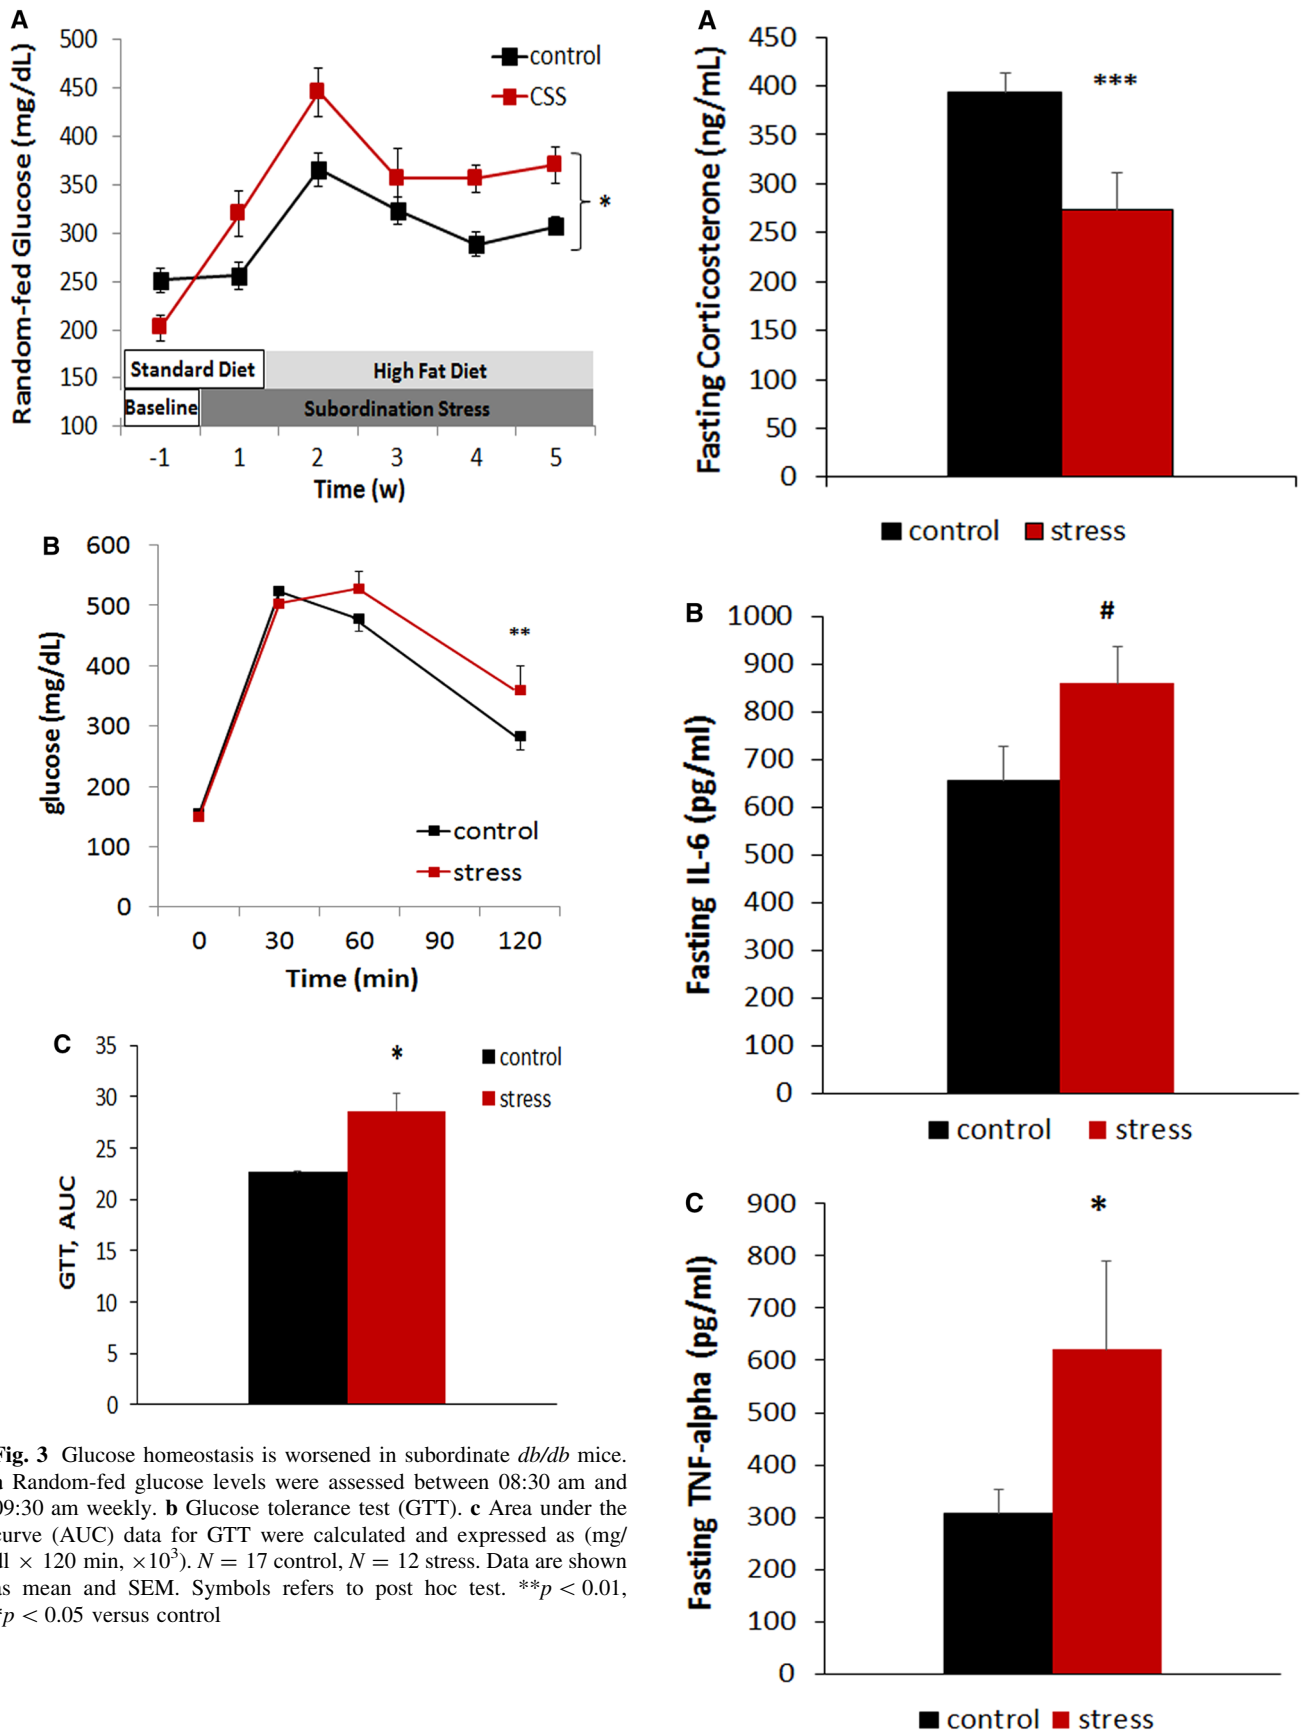 A
Random-fed Glucose (mg/dL)
500
450
400
350
300
250
200
150
100
control
CSS
*
Standard Diet
High Fat Diet
Baseline
Subordination Stress
-1 1 2 3 4 5
Time (w)
B
glucose (mg/dL)
600
500
400
300
200
100
0
**
control
stress
0 30 60 90 120
Time (min)
C
GTT, AUC
35
30
25
20
15
10
5
0
*
control
stress
Fig. 3 Glucose homeostasis is worsened in subordinate db/db mice.
a Random-fed glucose levels were assessed between 08:30 am and
09:30 am weekly. b Glucose tolerance test (GTT). c Area under the
curve (AUC) data for GTT were calculated and expressed as (mg/
dl × 120 min, ×10³). N = 17 control, N = 12 stress. Data are shown
as mean and SEM. Symbols refers to post hoc test. **p < 0.01,
*p < 0.05 versus control
A
Fasting Corticosterone (ng/mL)
450
400
350
300
250
200
150
100
50
0
***
control stress
B
Fasting IL-6 (pg/ml)
1000
900
800
700
600
500
400
300
200
100
0
#
control stress
C
Fasting TNF-alpha (pg/ml)
900
800
700
600
500
400
300
200
100
0
*
control stress